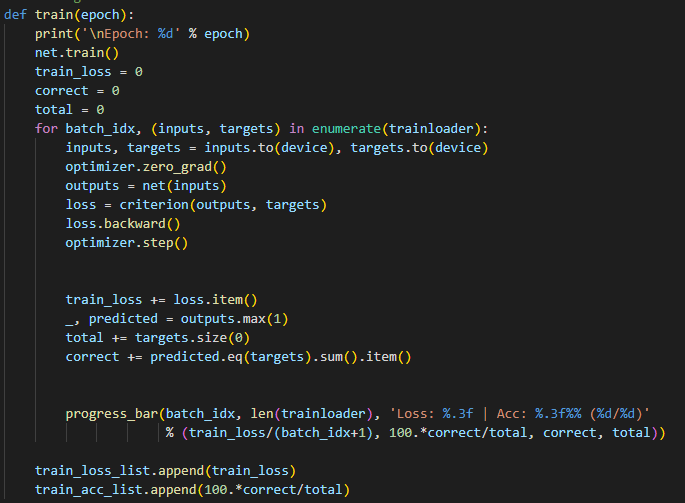 def train(epoch):
    print('\nEpoch: %d' % epoch)
    net.train()
    train_loss = 0
    correct = 0
    total = 0
    for batch_idx, (inputs, targets) in enumerate(trainloader):
        inputs, targets = inputs.to(device), targets.to(device)
        optimizer.zero_grad()
        outputs = net(inputs)
        loss = criterion(outputs, targets)
        loss.backward()
        optimizer.step()
        train_loss += loss.item()
        _, predicted = outputs.max(1)
        total += targets.size(0)
        correct += predicted.eq(targets).sum().item()
        progress_bar(batch_idx, len(trainloader), 'Loss: %.3f | Acc: %.3f%% (%d/%d)'
                     % (train_loss/(batch_idx+1), 100.*correct/total, correct, total))
    train_loss_list.append(train_loss)
    train_acc_list.append(100.*correct/total)